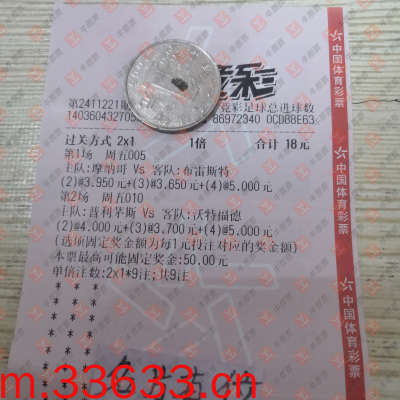 竞彩
第2411221期 竞彩足球总进球数
140360432705 86972340 0CD88E63
过关方式 2x1 1倍 合计 18元
第1场 周五005
主队:摩纳哥 Vs 客队:布雷斯特
(2)#3.950元+(3)#3.650元+(4)#5.000元
第2场 周五010
主队:普利茅斯 Vs 客队:沃特福德
(2)#4.000元+(3)#3.700元+(4)#5.000元
(选项固定奖金额为每1元投注对应的奖金额)
本票最高可能固定奖金:50.00元
单倍注数:2x1*9注;共9注
中国体育彩票
中国体育彩票
中国体育彩票
m.33633.cn